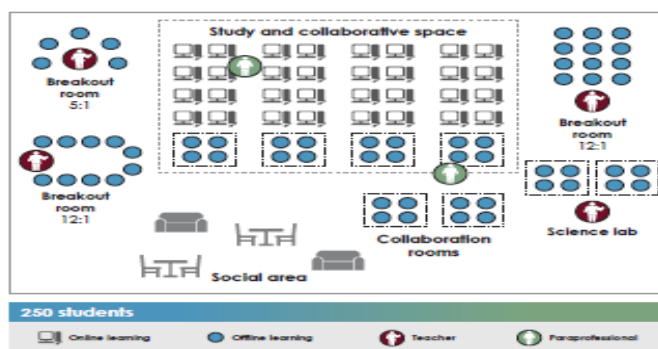 Study and collaborative space
Breakout
room
5:1
Breakout
room
12:1
Breakout
room
12:1
Science lab
Collaboration
rooms
Social area
250 students
Online learning
Offline learning
Teacher
Paraprofessional